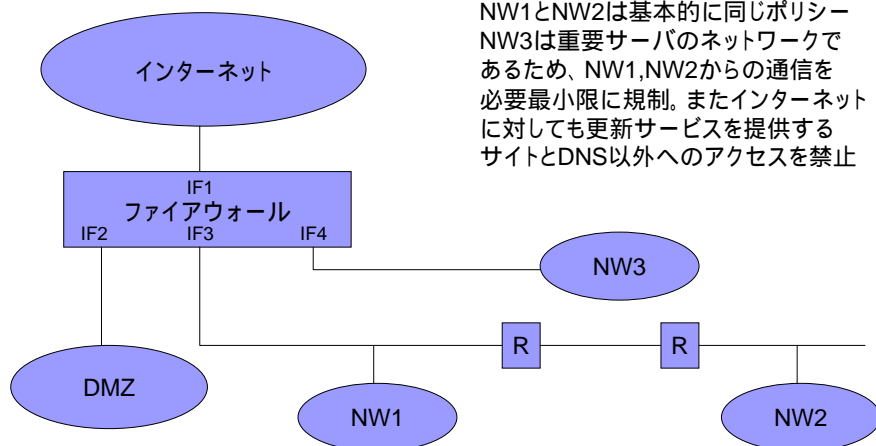 NW1とNW2は基本的に同じポリシー
NW3は重要サーバのネットワークで
あるため、NW1,NW2からの通信を
必要最小限に規制。またインターネット
に対しても更新サービスを提供する
サイトとDNS以外へのアクセスを禁止
インターネット
IF1
ファイアウォール
IF2 IF3 IF4
NW3
R R
DMZ
NW1
NW2